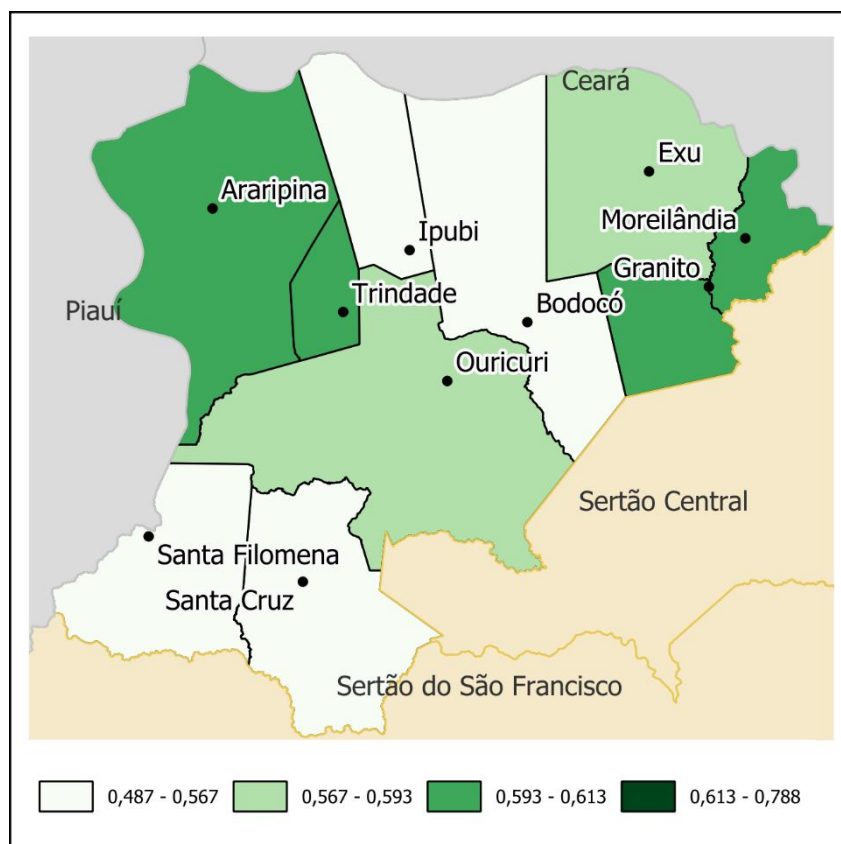 Ceará
Exu
Araripina
Moreilândia
Ipubi
Granito
Trindade
Bodocó
Piauí
Ouricuri
Sertão Central
Santa Filomena
Santa Cruz
Sertão do São Francisco
0,487 - 0,567
0,567 - 0,593
0,593 - 0,613
0,613 - 0,788